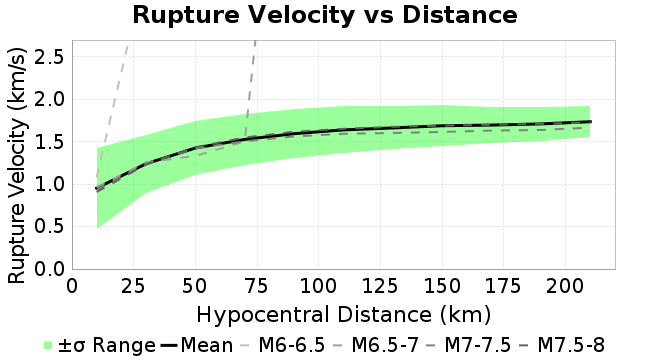 Rupture Velocity vs Distance
Rupture Velocity (km/s)
2.5
2.0
1.5
1.0
0.5
0.0
0 25 50 75 100 125 150 175 200
Hypocentral Distance (km)
±σ Range Mean M6-6.5 M6.5-7 M7-7.5 M7.5-8